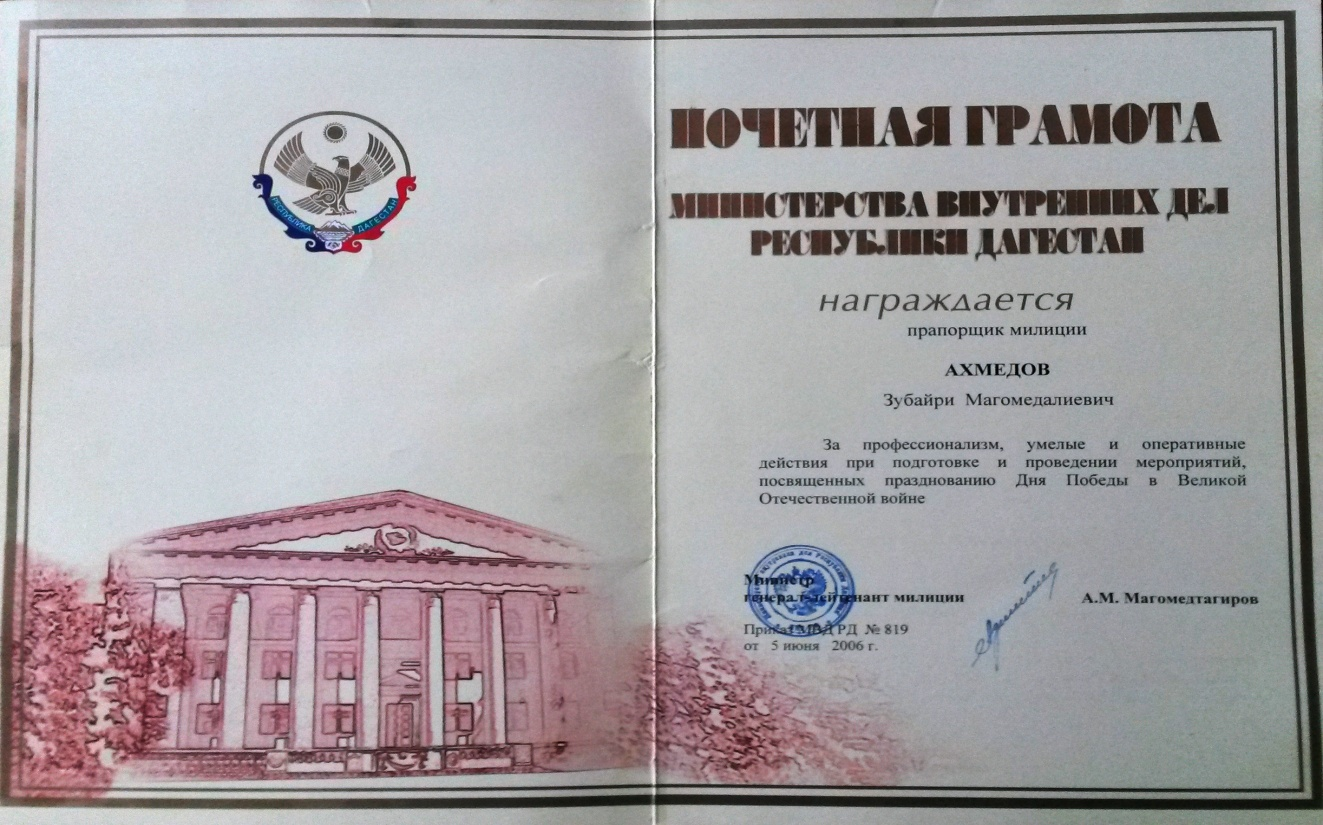 РЕСПУБЛИКА ДАГЕСТАН
ПОЧЕТНАЯ ГРАМОТА
МИНИСТЕРСТВА ВНУТРЕННИХ ДЕЛ
РЕСПУБЛИКИ ДАГЕСТАН
награждается
прапорщик милиции
АХМЕДОВ
Зубайри Магомедалиевич
За профессионализм, умелые и оперативные
действия при подготовке и проведении мероприятий,
посвященных празднованию Дня Победы в Великой
Отечественной войне
Министр
генерал-лейтенант милиции А.М. Магомедтагиров
Приказ МВД РД № 819
от 5 июня 2006 г.